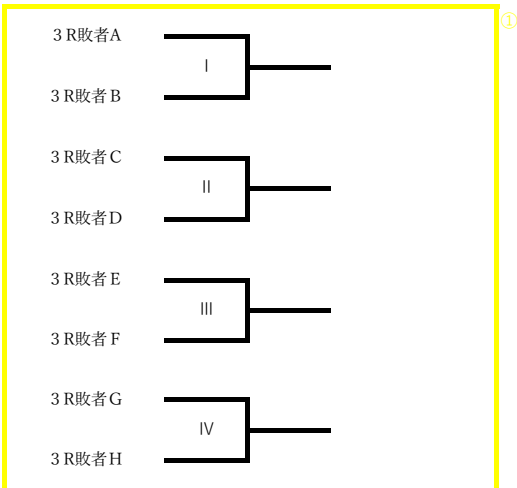 ①
3 R敗者A
I
3 R敗者B
3 R敗者C
II
3 R敗者D
3 R敗者E
III
3 R敗者F
3 R敗者G
IV
3 R敗者H